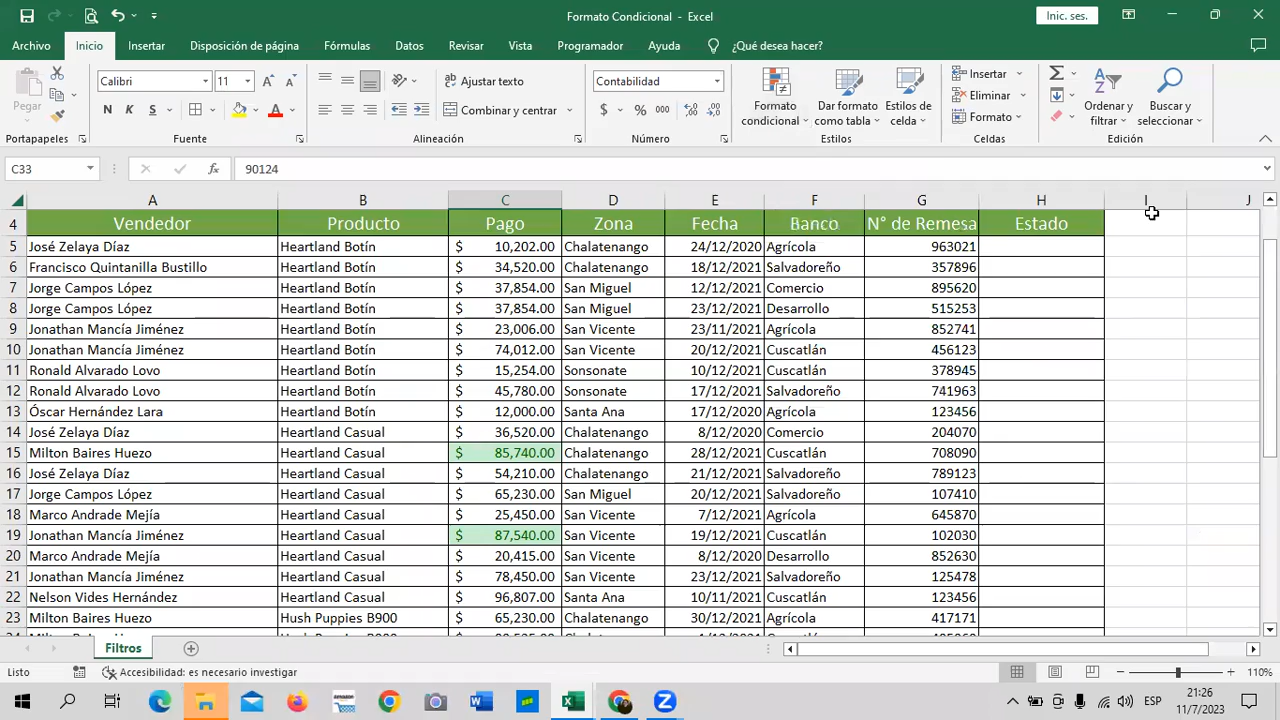 Formato Condicional - Excel
Inic. ses.
Archivo Inicio Insertar Disposición de página Fórmulas Datos Revisar Vista Programador Ayuda ¿Qué desea hacer?
Pegar
Calibri 11
N K S
Ajustar texto
Combinar y centrar
Contabilidad
$ % 000
Formato condicional
Dar formato como tabla
Estilos de celda
Insertar
Eliminar
Formato
Ordenar y filtrar
Buscar y seleccionar
Portapapeles Fuente Alineación Número Estilos Celdas Edición
C33 fx 90124
A B C D E F G H I J
4 Vendedor Producto Pago Zona Fecha Banco N° de Remesa Estado
5 José Zelaya Díaz Heartland Botín $ 10,202.00 Chalatenango 24/12/2020 Agrícola 963021
6 Francisco Quintanilla Bustillo Heartland Botín $ 34,520.00 Chalatenango 18/12/2021 Salvadoreño 357896
7 Jorge Campos López Heartland Botín $ 37,854.00 San Miguel 12/12/2021 Comercio 895620
8 Jorge Campos López Heartland Botín $ 37,854.00 San Miguel 23/12/2021 Desarrollo 515253
9 Jonathan Mancía Jiménez Heartland Botín $ 23,006.00 San Vicente 23/11/2021 Agrícola 852741
10 Jonathan Mancía Jiménez Heartland Botín $ 74,012.00 San Vicente 20/12/2021 Cuscatlán 456123
11 Ronald Alvarado Lovo Heartland Botín $ 15,254.00 Sonsonate 10/12/2021 Cuscatlán 378945
12 Ronald Alvarado Lovo Heartland Botín $ 45,780.00 Sonsonate 17/12/2021 Salvadoreño 741963
13 Óscar Hernández Lara Heartland Botín $ 12,000.00 Santa Ana 17/12/2020 Agrícola 123456
14 José Zelaya Díaz Heartland Casual $ 36,520.00 Chalatenango 8/12/2020 Comercio 204070
15 Milton Baires Huezo Heartland Casual $ 85,740.00 Chalatenango 28/12/2021 Cuscatlán 708090
16 José Zelaya Díaz Heartland Casual $ 54,210.00 Chalatenango 21/12/2021 Salvadoreño 789123
17 Jorge Campos López Heartland Casual $ 65,230.00 San Miguel 20/12/2021 Salvadoreño 107410
18 Marco Andrade Mejía Heartland Casual $ 25,450.00 San Vicente 7/12/2021 Agrícola 645870
19 Jonathan Mancía Jiménez Heartland Casual $ 87,540.00 San Vicente 19/12/2021 Cuscatlán 102030
20 Marco Andrade Mejía Heartland Casual $ 20,415.00 San Vicente 8/12/2020 Desarrollo 852630
21 Jonathan Mancía Jiménez Heartland Casual $ 78,450.00 San Vicente 23/12/2021 Salvadoreño 125478
22 Nelson Vides Hernández Heartland Casual $ 96,807.00 Santa Ana 10/11/2021 Cuscatlán 123456
23 Milton Baires Huezo Hush Puppies B900 $ 65,230.00 Chalatenango 30/12/2021 Agrícola 417171
Filtros
Listo Accesibilidad: es necesario investigar 110%
ESP
21:26
11/7/2023